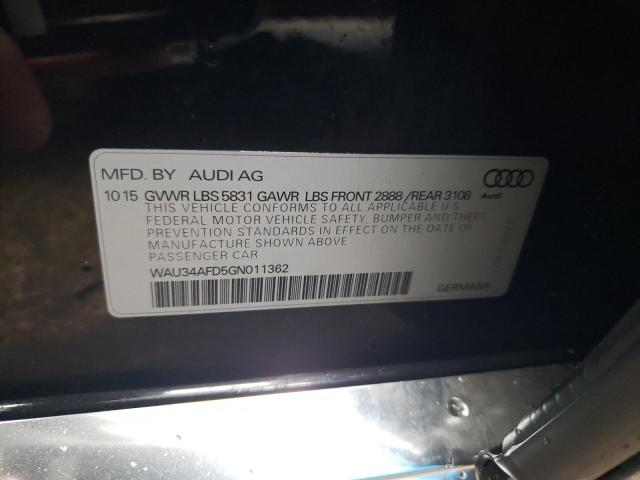 MFD. BY AUDI AG
10 15 GVWR LBS 5831 GAWR LBS FRONT 2888 /REAR 3108
Audi
THIS VEHICLE CONFORMS TO ALL APPLICABLE U.S
FEDERAL MOTOR VEHICLE SAFETY, BUMPER AND THEFT
PREVENTION STANDARDS IN EFFECT ON THE DATE OF
MANUFACTURE SHOWN ABOVE
PASSENGER CAR
WAU34AFD5GN011362
GERMANY